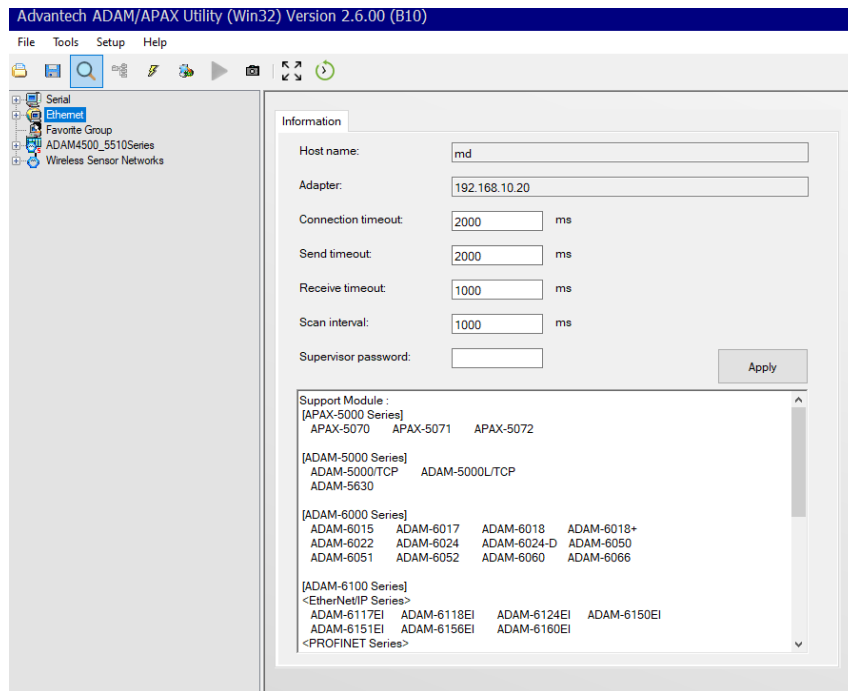 Advantech ADAM/APAX Utility (Win32) Version 2.6.00 (B10)
File Tools Setup Help
Serial
Ethernet
Favorite Group
ADAM4500_5510Series
Wireless Sensor Networks
Information
Host name: md
Adapter: 192.168.10.20
Connection timeout: 2000 ms
Send timeout: 2000 ms
Receive timeout: 1000 ms
Scan interval: 1000 ms
Supervisor password:
Apply
Support Module :
[APAX-5000 Series]
APAX-5070 APAX-5071 APAX-5072
[ADAM-5000 Series]
ADAM-5000/TCP ADAM-5000L/TCP
ADAM-5630
[ADAM-6000 Series]
ADAM-6015 ADAM-6017 ADAM-6018 ADAM-6018+
ADAM-6022 ADAM-6024 ADAM-6024-D ADAM-6050
ADAM-6051 ADAM-6052 ADAM-6060 ADAM-6066
[ADAM-6100 Series]
<EtherNet/IP Series>
ADAM-6117EI ADAM-6118EI ADAM-6124EI ADAM-6150EI
ADAM-6151EI ADAM-6156EI ADAM-6160EI
<PROFINET Series>